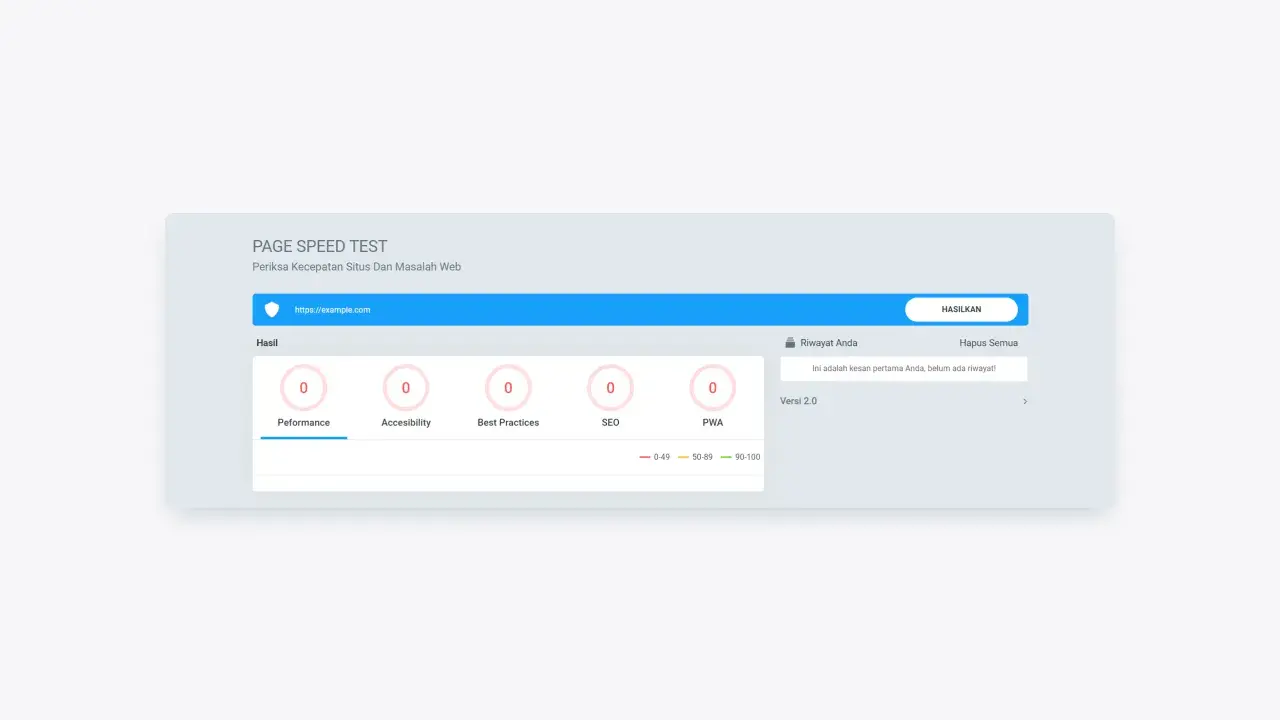 PAGE SPEED TEST
Periksa Kecepatan Situs Dan Masalah Web
https://example.com
HASILKAN
Hasil
Riwayat Anda
Hapus Semua
0
0
0
0
0
Peformance
Accesibility
Best Practices
SEO
PWA
0-49
50-89
90-100
Ini adalah kesan pertama Anda, belum ada riwayat!
Versi 2.0